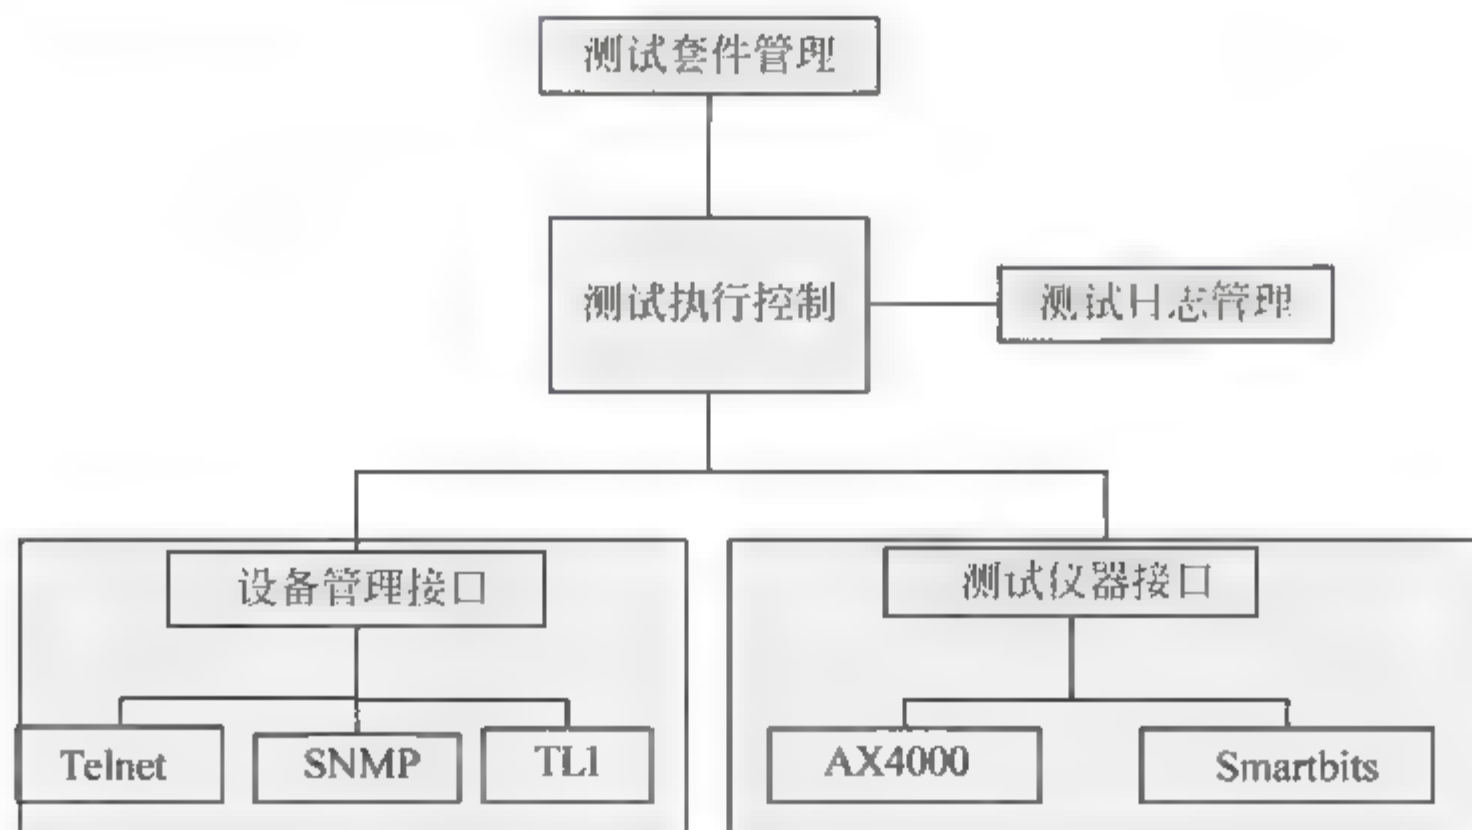 测试套件管理
测试执行控制
测试日志管理
设备管理接口
测试仪器接口
Telnet
SNMP
TL1
AX4000
Smartbits